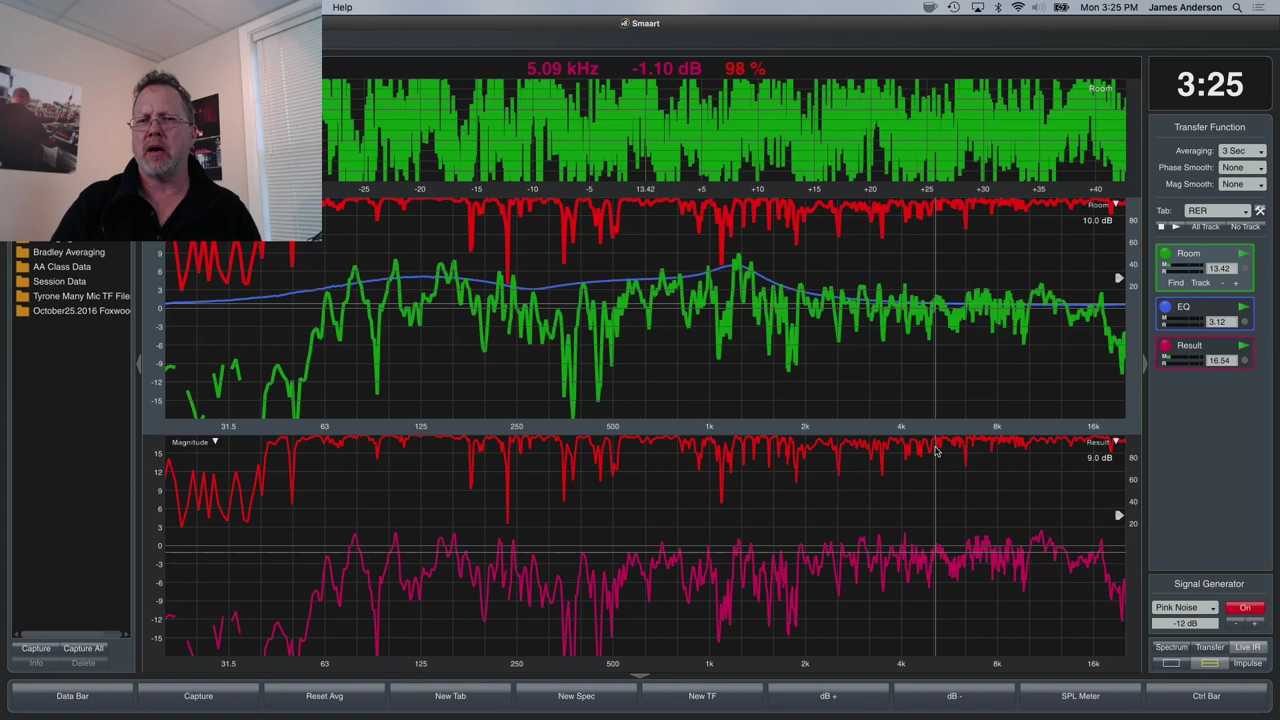 Help
Mon 3:25 PM James Anderson
Smaart
5.09 kHz -1.10 dB 98 %
Room
-25 -20 -15 -10 -5 13.42 +5 +10 +15 +20 +25 +30 +35 +40
Room
10.0 dB
80
60
40
20
9
6
3
0
-3
-6
-9
-12
-15
31.5 63 125 250 500 1k 2k 4k 8k 16k
Magnitude
Result
9.0 dB
80
60
40
20
15
12
9
6
3
0
-3
-6
-9
-12
-15
31.5 63 125 250 500 1k 2k 4k 8k 16k
Bradley Averaging
AA Class Data
Session Data
Tyrone Many Mic TF Files
October25.2016 Foxwoo
Capture Capture All
Info Delete
3:25
Transfer Function
Averaging: 3 Sec
Phase Smooth: None
Mag Smooth: None
Tab: RER
All Track No Track
Room
M
R
13.42
Find Track - +
EQ
M
R
3.12
Result
M
R
16.54
Signal Generator
Pink Noise On
-12 dB - +
Spectrum Transfer Live IR
Impulse
Data Bar Capture Reset Avg New Tab New Spec New TF dB + dB - SPL Meter Ctrl Bar